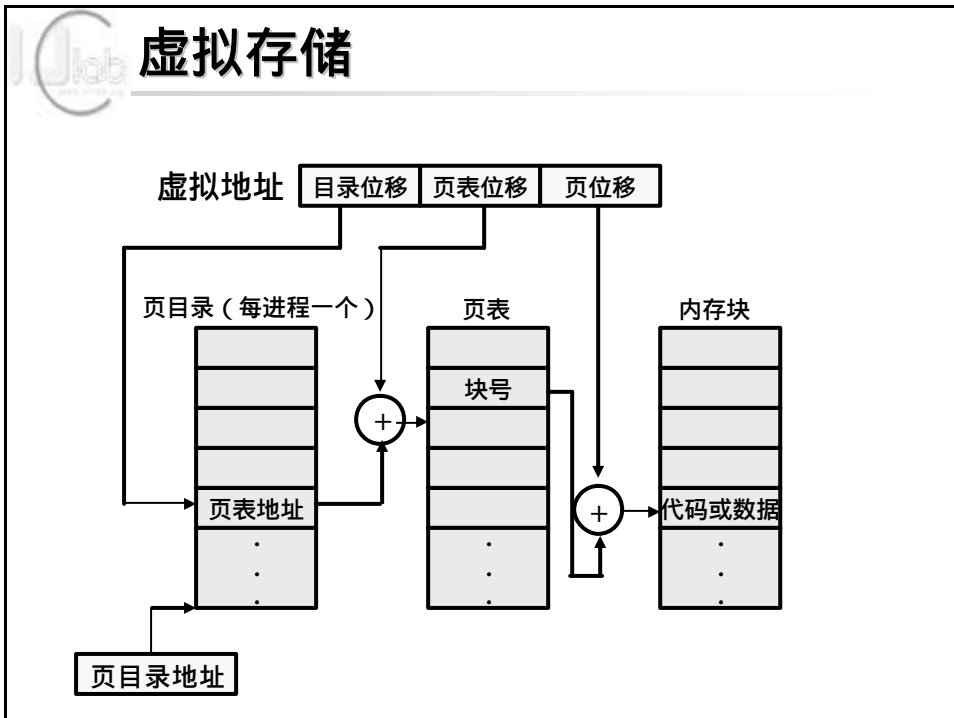 lab
虚拟存储
虚拟地址 目录位移 页表位移 页位移
页目录（每进程一个） 页表 内存块
块号
+
页表地址 + 代码或数据
页目录地址